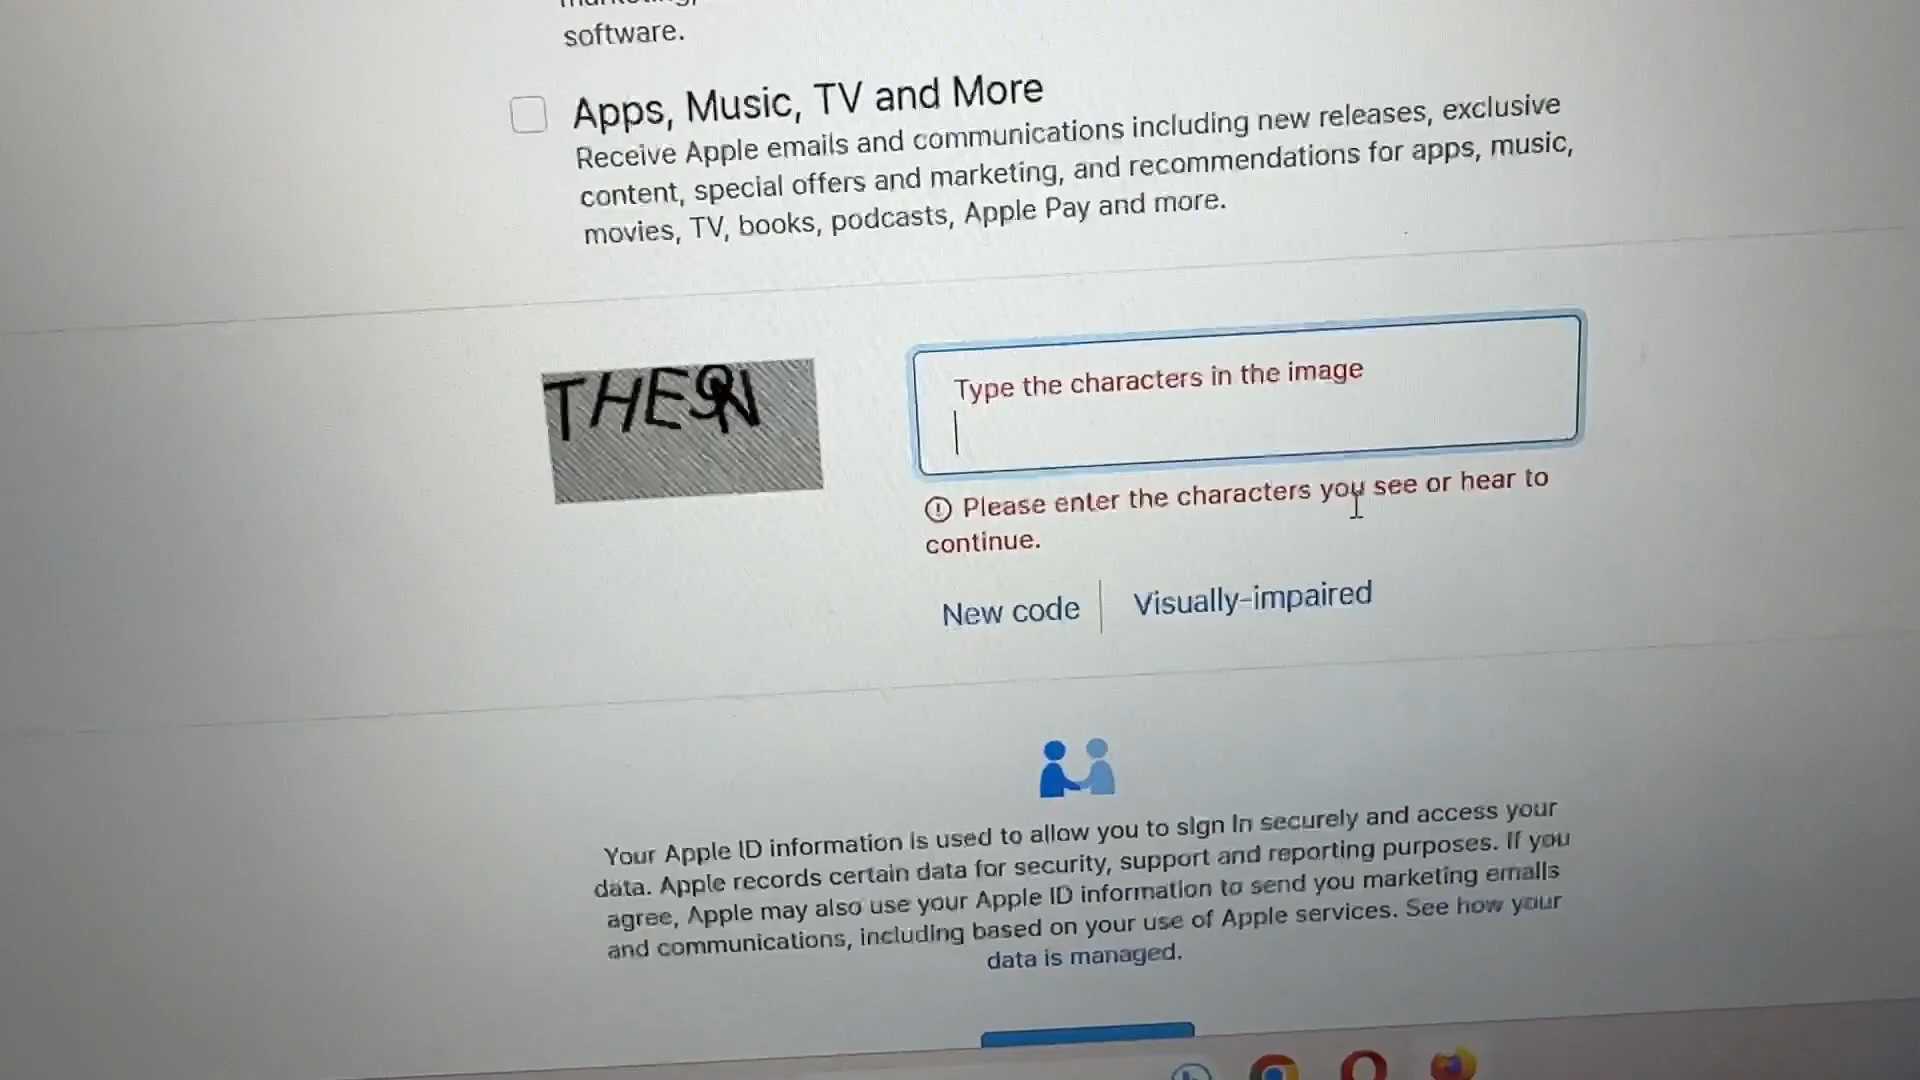 software.
Apps, Music, TV and More
Receive Apple emails and communications including new releases, exclusive
content, special offers and marketing, and recommendations for apps, music,
movies, TV, books, podcasts, Apple Pay and more.
Type the characters in the image
Please enter the characters you see or hear to
continue.
New code
Visually-impaired
Your Apple ID information is used to allow you to sign in securely and access your
data. Apple records certain data for security, support and reporting purposes. If you
agree, Apple may also use your Apple ID information to send you marketing emails
and communications, including based on your use of Apple services. See how your
data is managed.